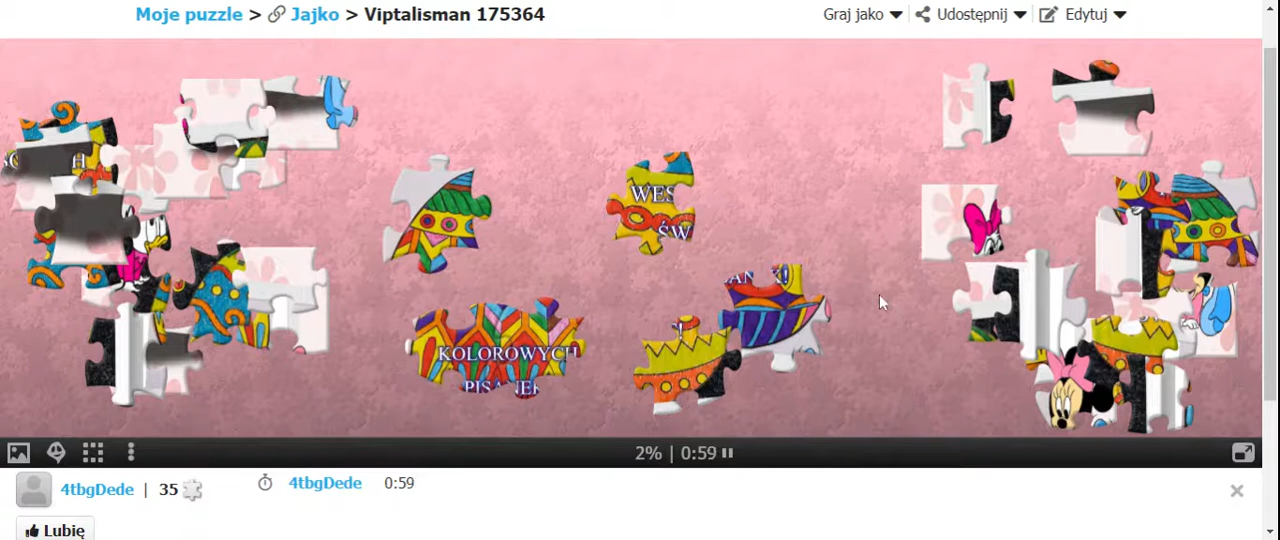 Moje puzzle > Jajko > Viptalisman 175364
Graj jako
Udostępnij
Edytuj
WES
ŚW
KOLOROWYCH
2% | 0:59
4tbgDede | 35
4tbgDede 0:59
Lubię